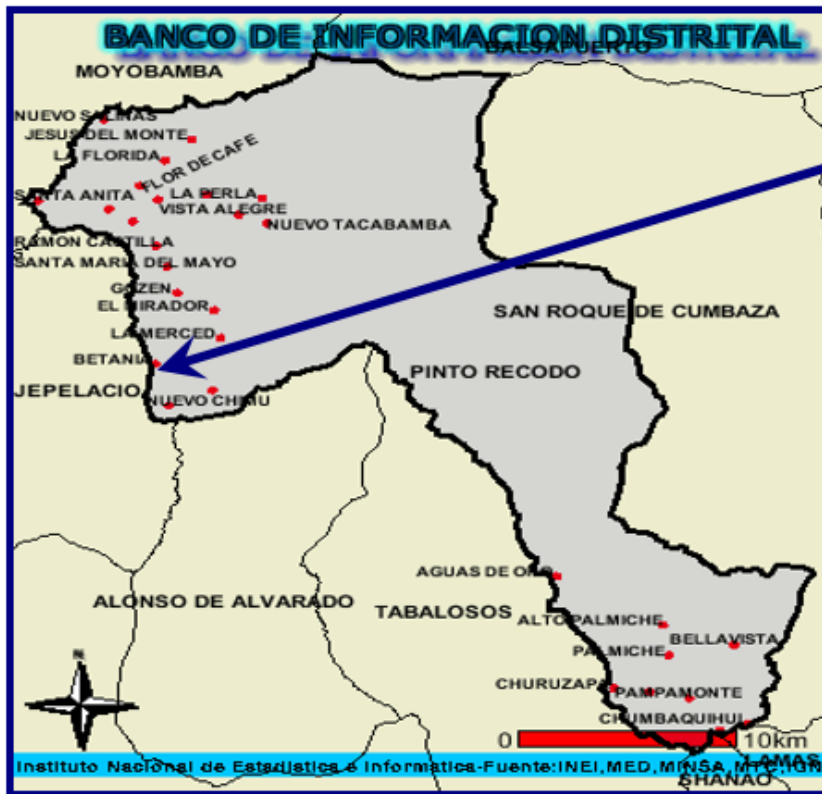 BANCO DE INFORMACION DISTRITAL
BALSAPUERTO
MOYOBAMBA
NUEVO SALINAS
JESUS DEL MONTE
LA FLORIDA
FLOR DE CAFE
SANTA ANITA
LA PERLA
VISTA ALEGRE
NUEVO TACABAMBA
RAMON CASTILLA
SANTA MARIA DEL MAYO
GOZEN
EL MIRADOR
SAN ROQUE DE CUMBAZA
LA MERCED
BETANIA
PINTO RECODO
JEPELACIO
NUEVO CHIMU
AGUAS DE ORO
ALONSO DE ALVARADO
TABALOSOS
ALTO PALMICHE
BELLAVISTA
PALMICHE
N
CHURUZAPA
PAMPAMONTE
CHUMBAQUIHUI
0 10km
LAMAS
Instituto Nacional de Estadistica e Informatica-Fuente:INEI,MED,MINSA,MTC,IGN
SHANAO